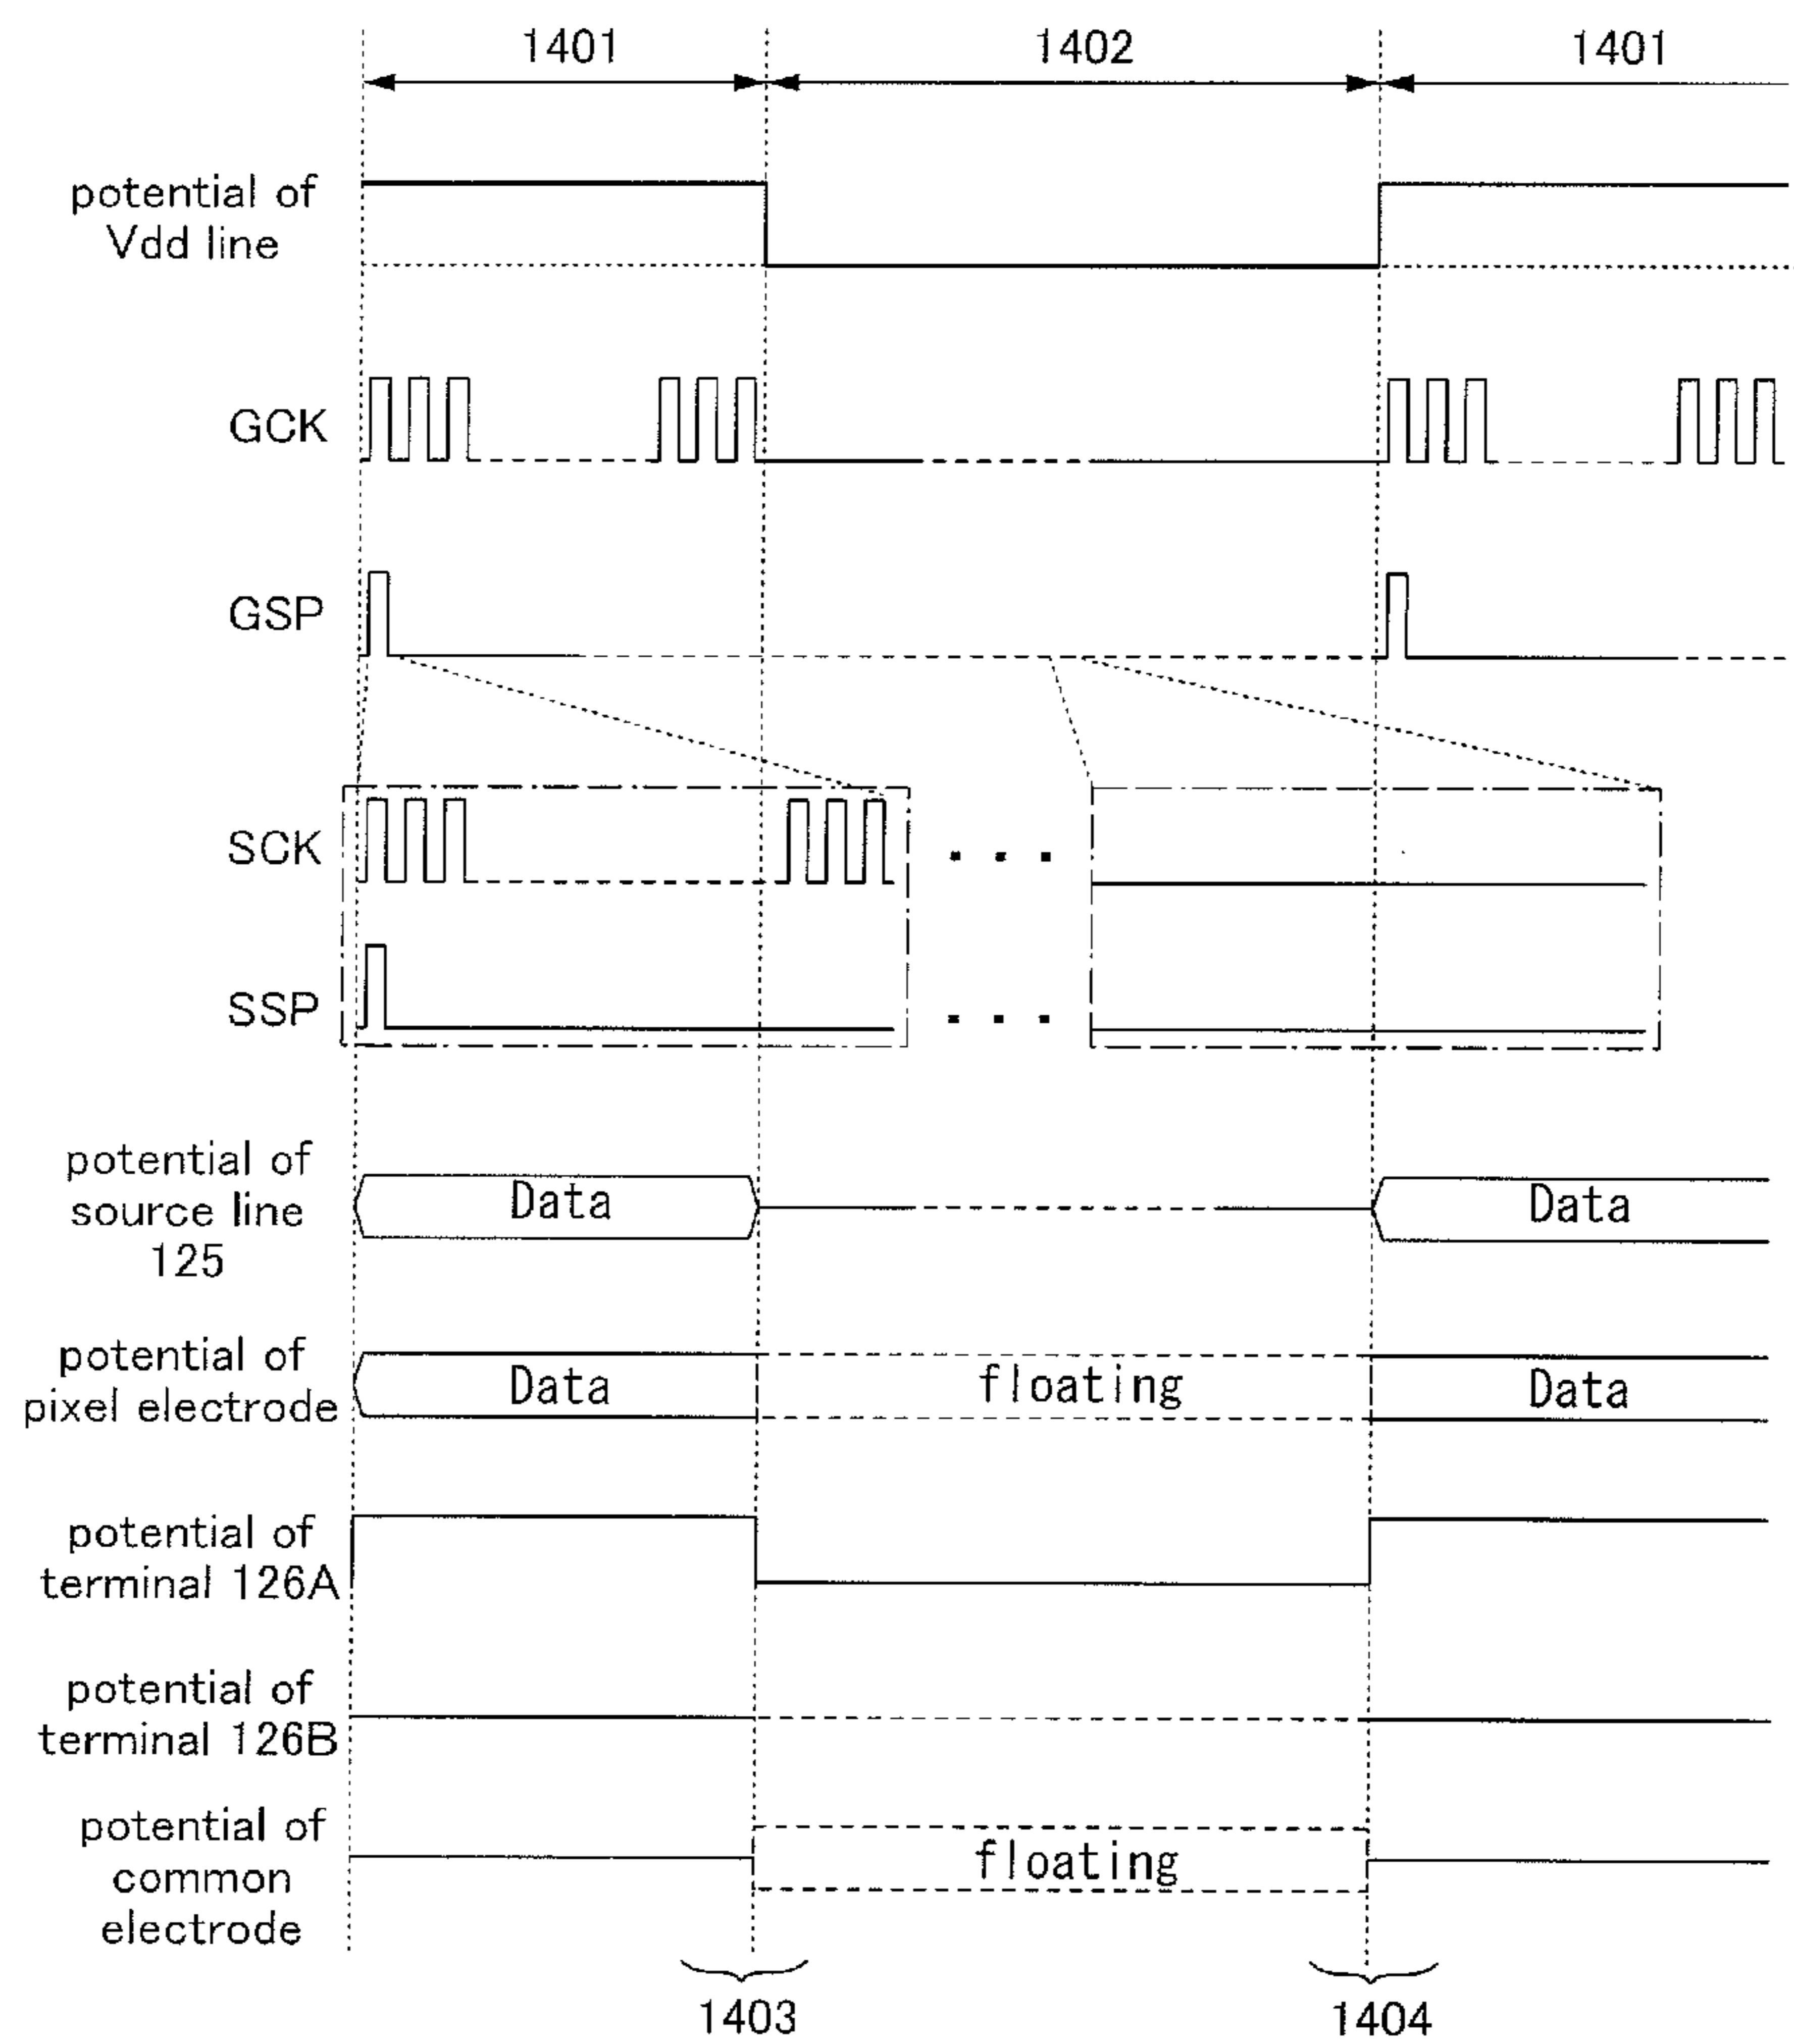 1401
1402
1401
potential of
Vdd line
GCK
GSP
SCK
. . .
SSP
. . .
potential of
source line
125
Data
Data
potential of
pixel electrode
Data
floating
Data
potential of
terminal 126A
potential of
terminal 126B
potential of
common
electrode
floating
1403
1404